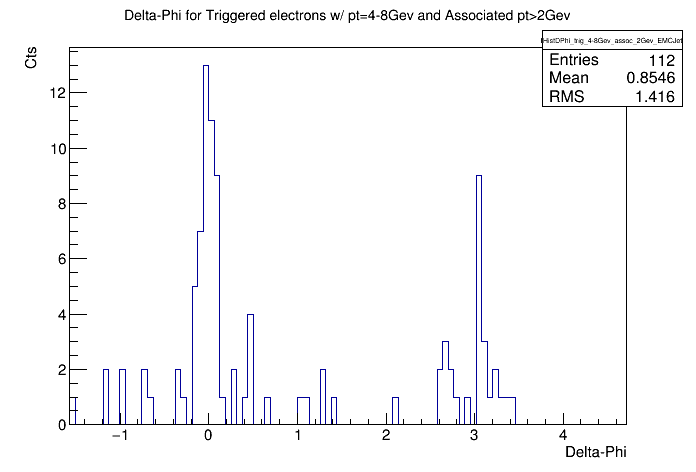 Delta-Phi for Triggered electrons w/ pt=4-8Gev and Associated pt>2Gev
HistDPhi_trig_4-8Gev_assoc_2Gev_EMCJet
Entries 112
Mean 0.8546
RMS 1.416
Cts
12
10
8
6
4
2
0
−1 0 1 2 3 4
Delta-Phi